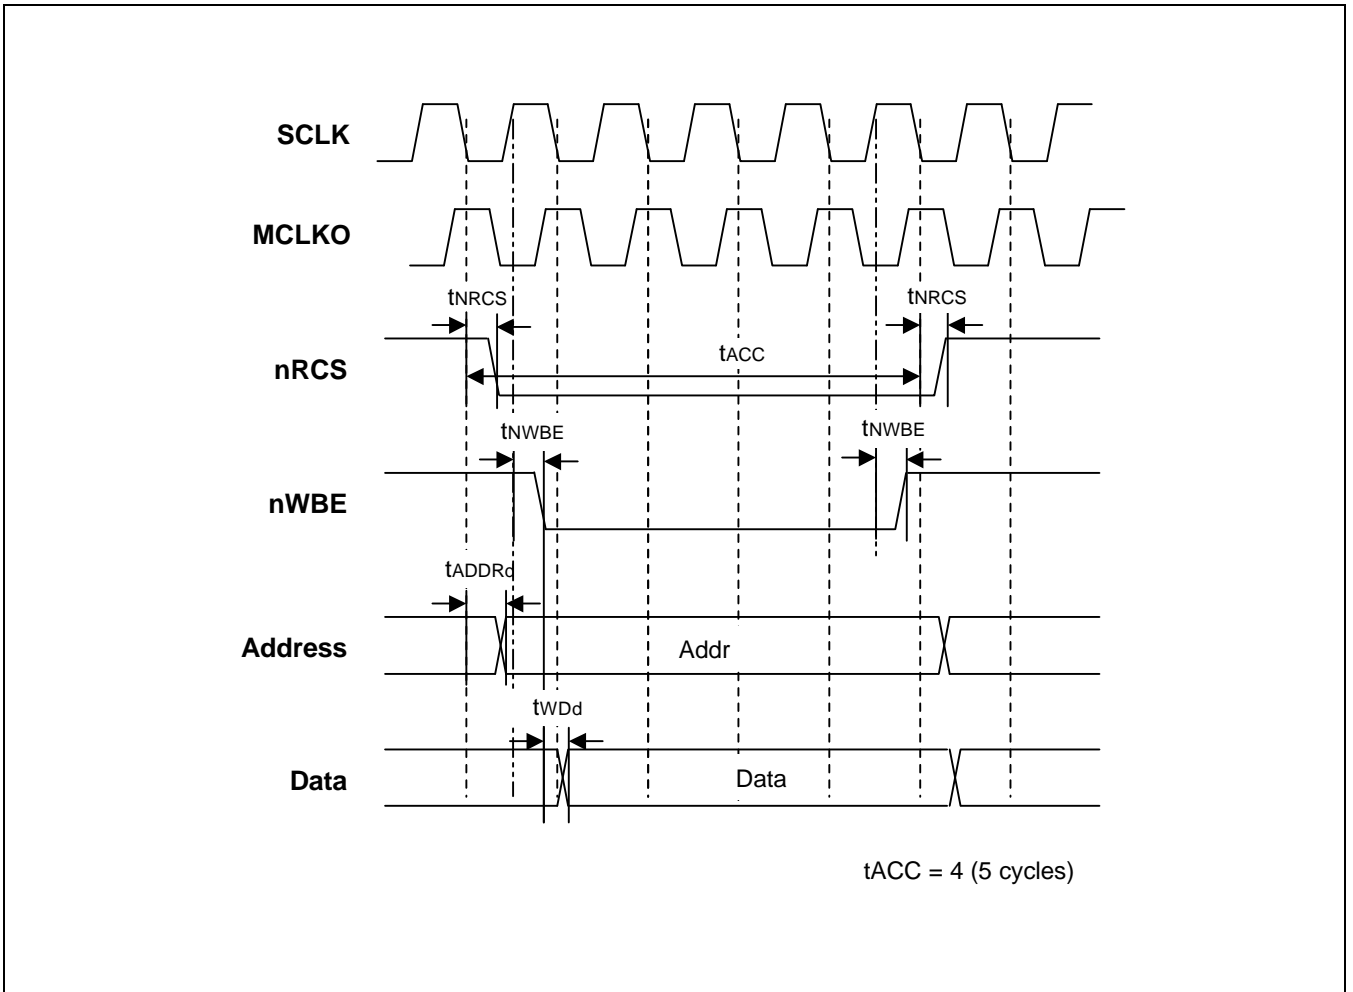 SCLK
MCLKO
tNRCS
tNRCS
nRCS
tACC
tNWBE
tNWBE
nWBE
tADDRd
Address
Addr
tWDd
Data
Data
tACC = 4 (5 cycles)